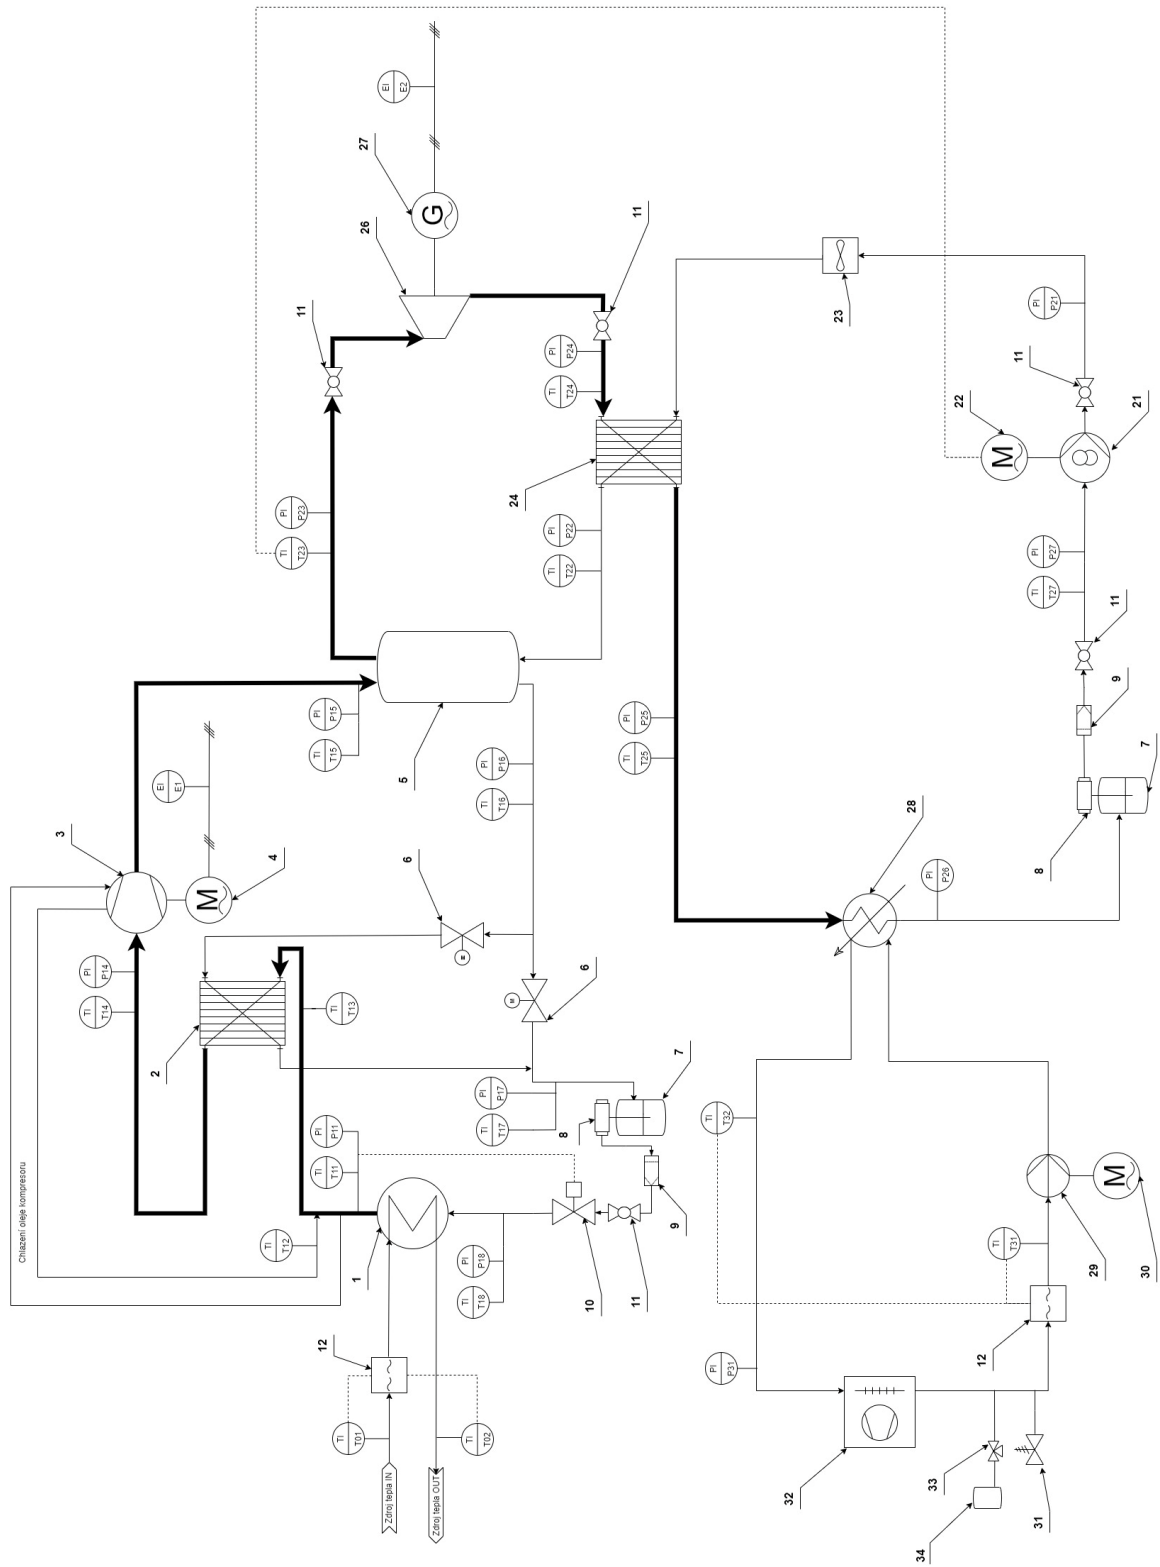 Chlazení oleje kompresoru
3
TI
T14
PI
P14
2
EI
E1
M
4
TI
T12
TI
T23
PI
P23
11
12
TI
T11
PI
P11
TI
T15
PI
P15
TI
T01
TI
T13
1
26
27
Zdroj tepla IN
EI
E2
6
5
Zdroj tepla OUT
G
M
TI
T02
TI
T18
PI
P18
TI
T17
PI
P17
TI
T16
PI
P16
M
24
8
TI
T22
PI
P22
TI
T24
PI
P24
10
6
11
TI
T25
PI
P25
11
9
7
PI
P31
TI
T32
32
23
28
34
33
PI
P26
22
12
TI
T31
M
11
31
8
TI
T27
PI
P27
PI
P21
29
M
9
11
30
7
21